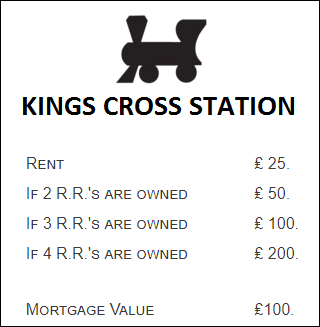 KINGS CROSS STATION
RENT ₤ 25.
IF 2 R.R.'S ARE OWNED ₤ 50.
IF 3 R.R.'S ARE OWNED ₤ 100.
IF 4 R.R.'S ARE OWNED ₤ 200.
MORTGAGE VALUE ₤100.